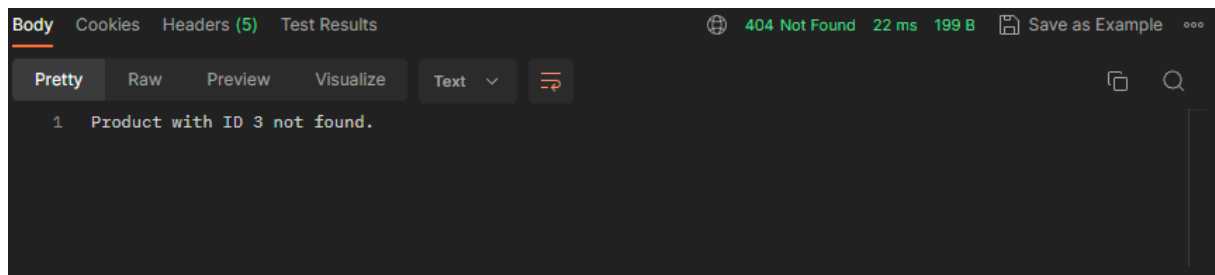 Body Cookies Headers (5) Test Results 404 Not Found 22 ms 199 B Save as Example
Pretty Raw Preview Visualize Text
1 Product with ID 3 not found.